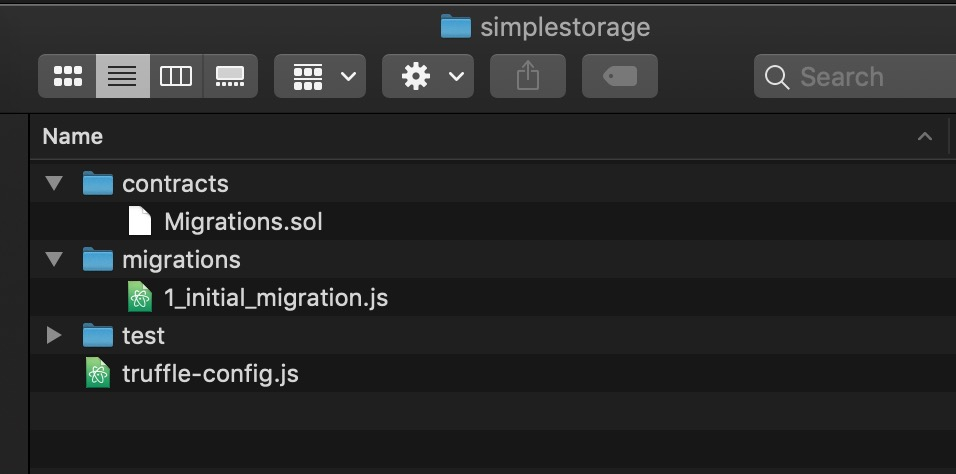 simplestorage
Search
Name
contracts
Migrations.sol
migrations
1_initial_migration.js
test
truffle-config.js